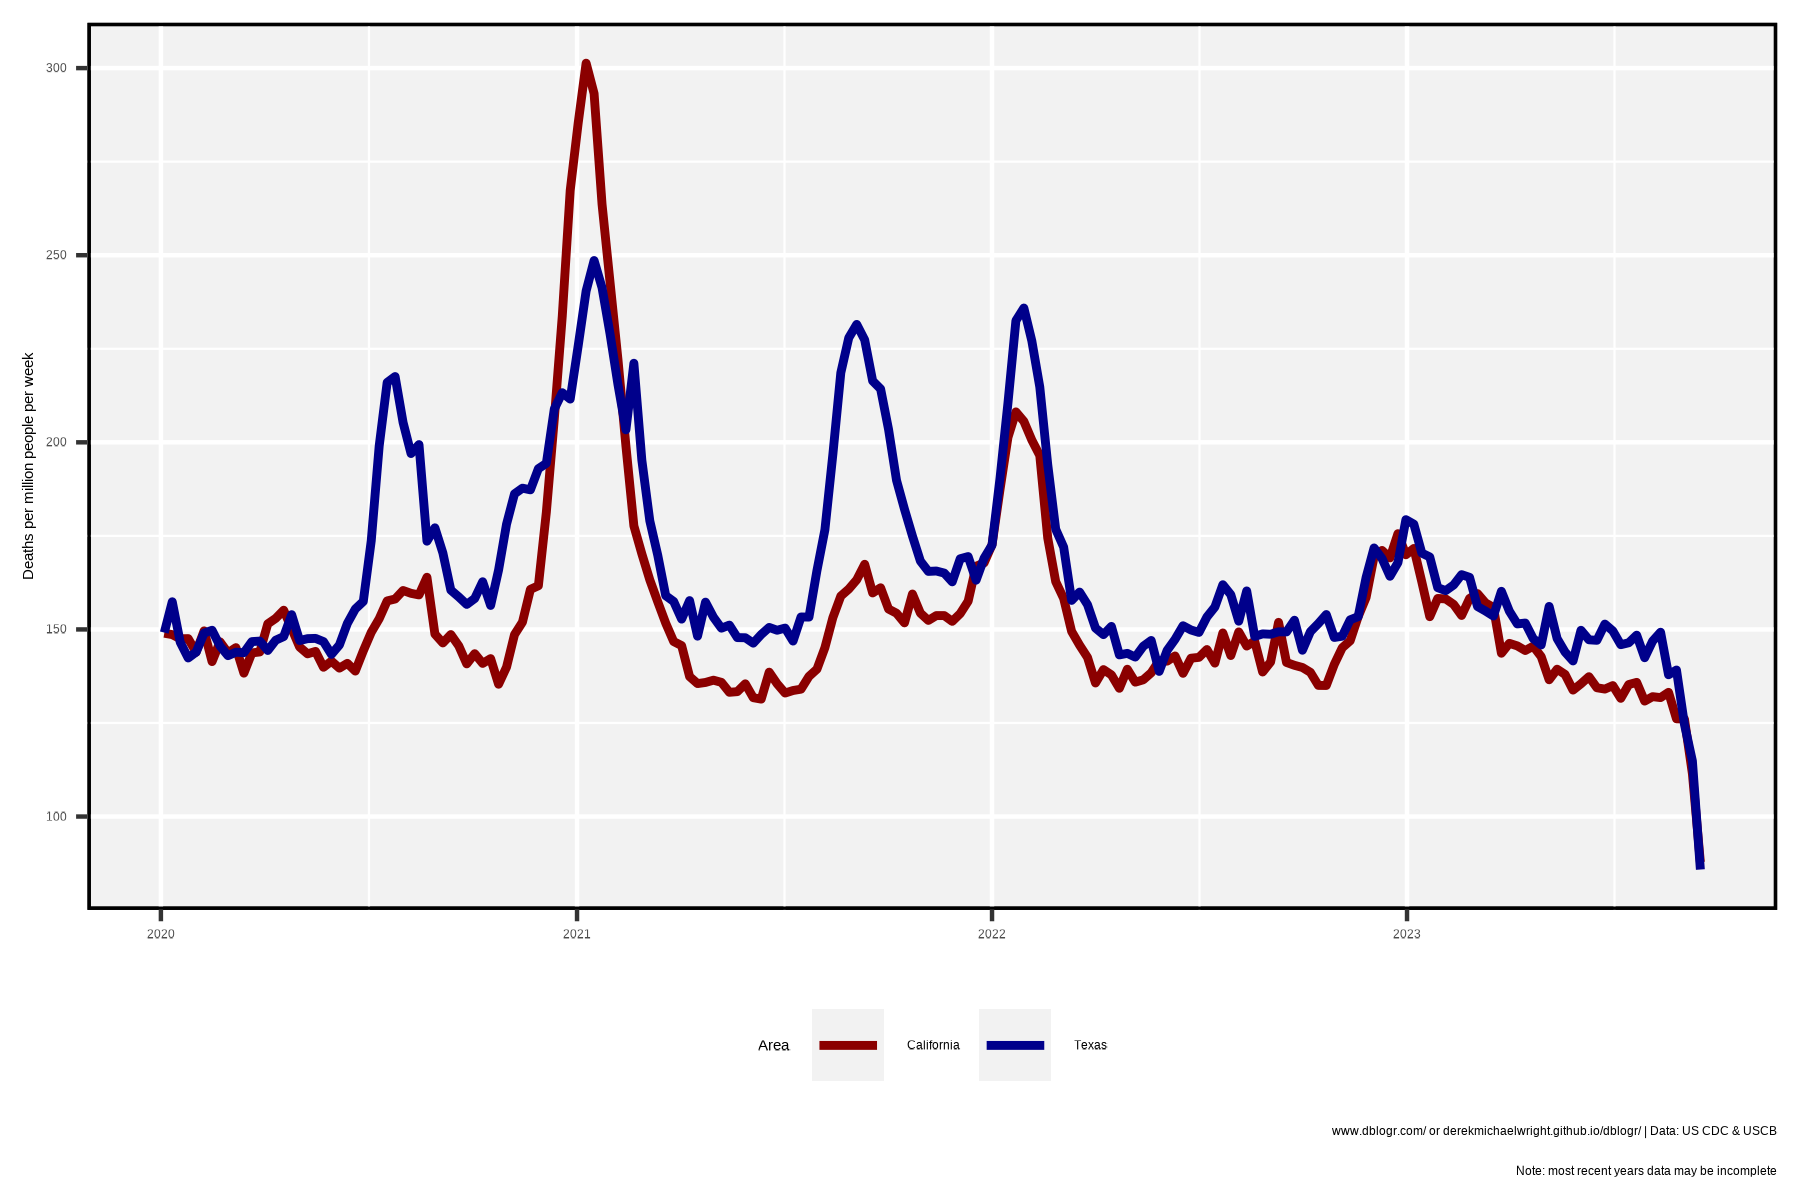 Deaths per million people per week
300
250
200
150
100
2020
2021
2022
2023
Area
California
Texas
www.dblogr.com/ or derekmichaelwright.github.io/dblogr/ | Data: US CDC & USCB
Note: most recent years data may be incomplete